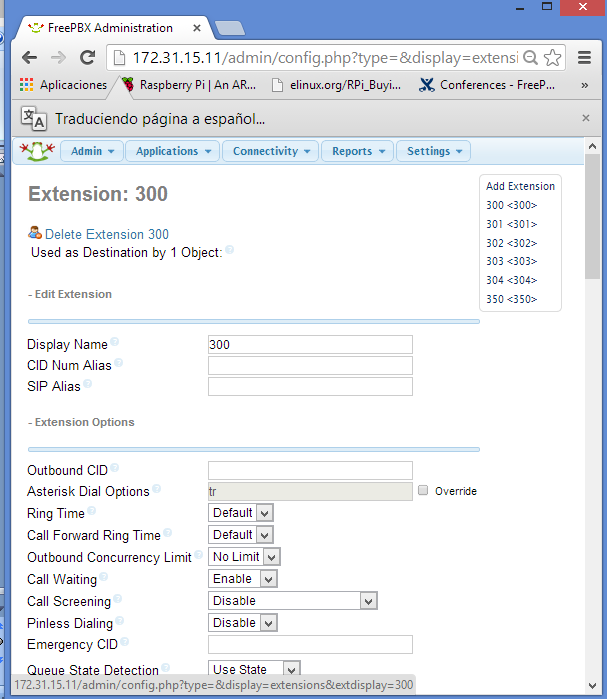 FreePBX Administration
172.31.15.11/admin/config.php?type=&display=extensi
Aplicaciones
Raspberry Pi | An AR...
elinux.org/RPi_Buyi...
Conferences - FreeP...
»
Traduciendo página a español...
Admin
Applications
Connectivity
Reports
Settings
Extension: 300
Delete Extension 300
Used as Destination by 1 Object:
Add Extension
300 <300>
301 <301>
302 <302>
303 <303>
304 <304>
350 <350>
- Edit Extension
Display Name 300
CID Num Alias
SIP Alias
- Extension Options
Outbound CID
Asterisk Dial Options tr Override
Ring Time Default
Call Forward Ring Time Default
Outbound Concurrency Limit No Limit
Call Waiting Enable
Call Screening Disable
Pinless Dialing Disable
Emergency CID
Queue State Detection Use State
172.31.15.11/admin/config.php?type=&display=extensions&extdisplay=300